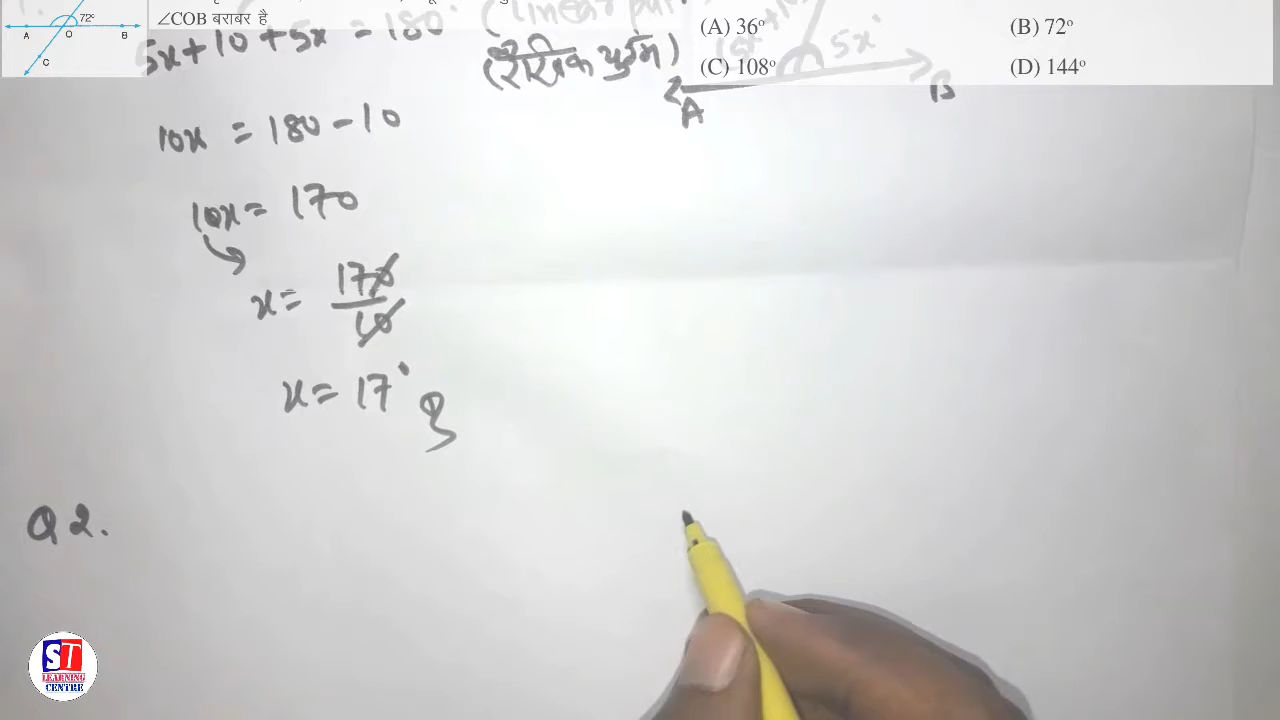 72°
A O B
C
∠COB बराबर है
(A) 36°
(B) 72°
(C) 108°
(D) 144°
5x+10+5x = 180° (Linear
(रैखिक युग्म)
5x°
A B
10x = 180-10
10x = 170
x = 170/10
x = 17°
Q2.
ST
LEARNING
CENTRE